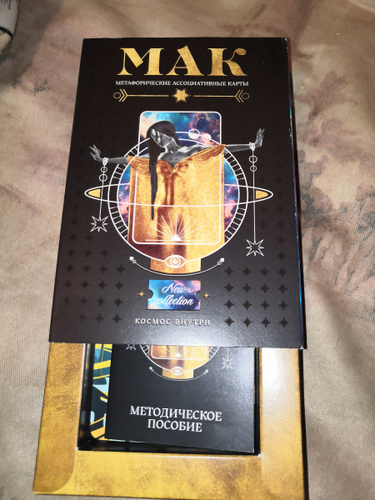 МАК
МЕТАФОРИЧЕСКИЕ АССОЦИАТИВНЫЕ КАРТЫ
New
collection
КОСМОС ВНУТРИ
МЕТОДИЧЕСКОЕ
ПОСОБИЕ